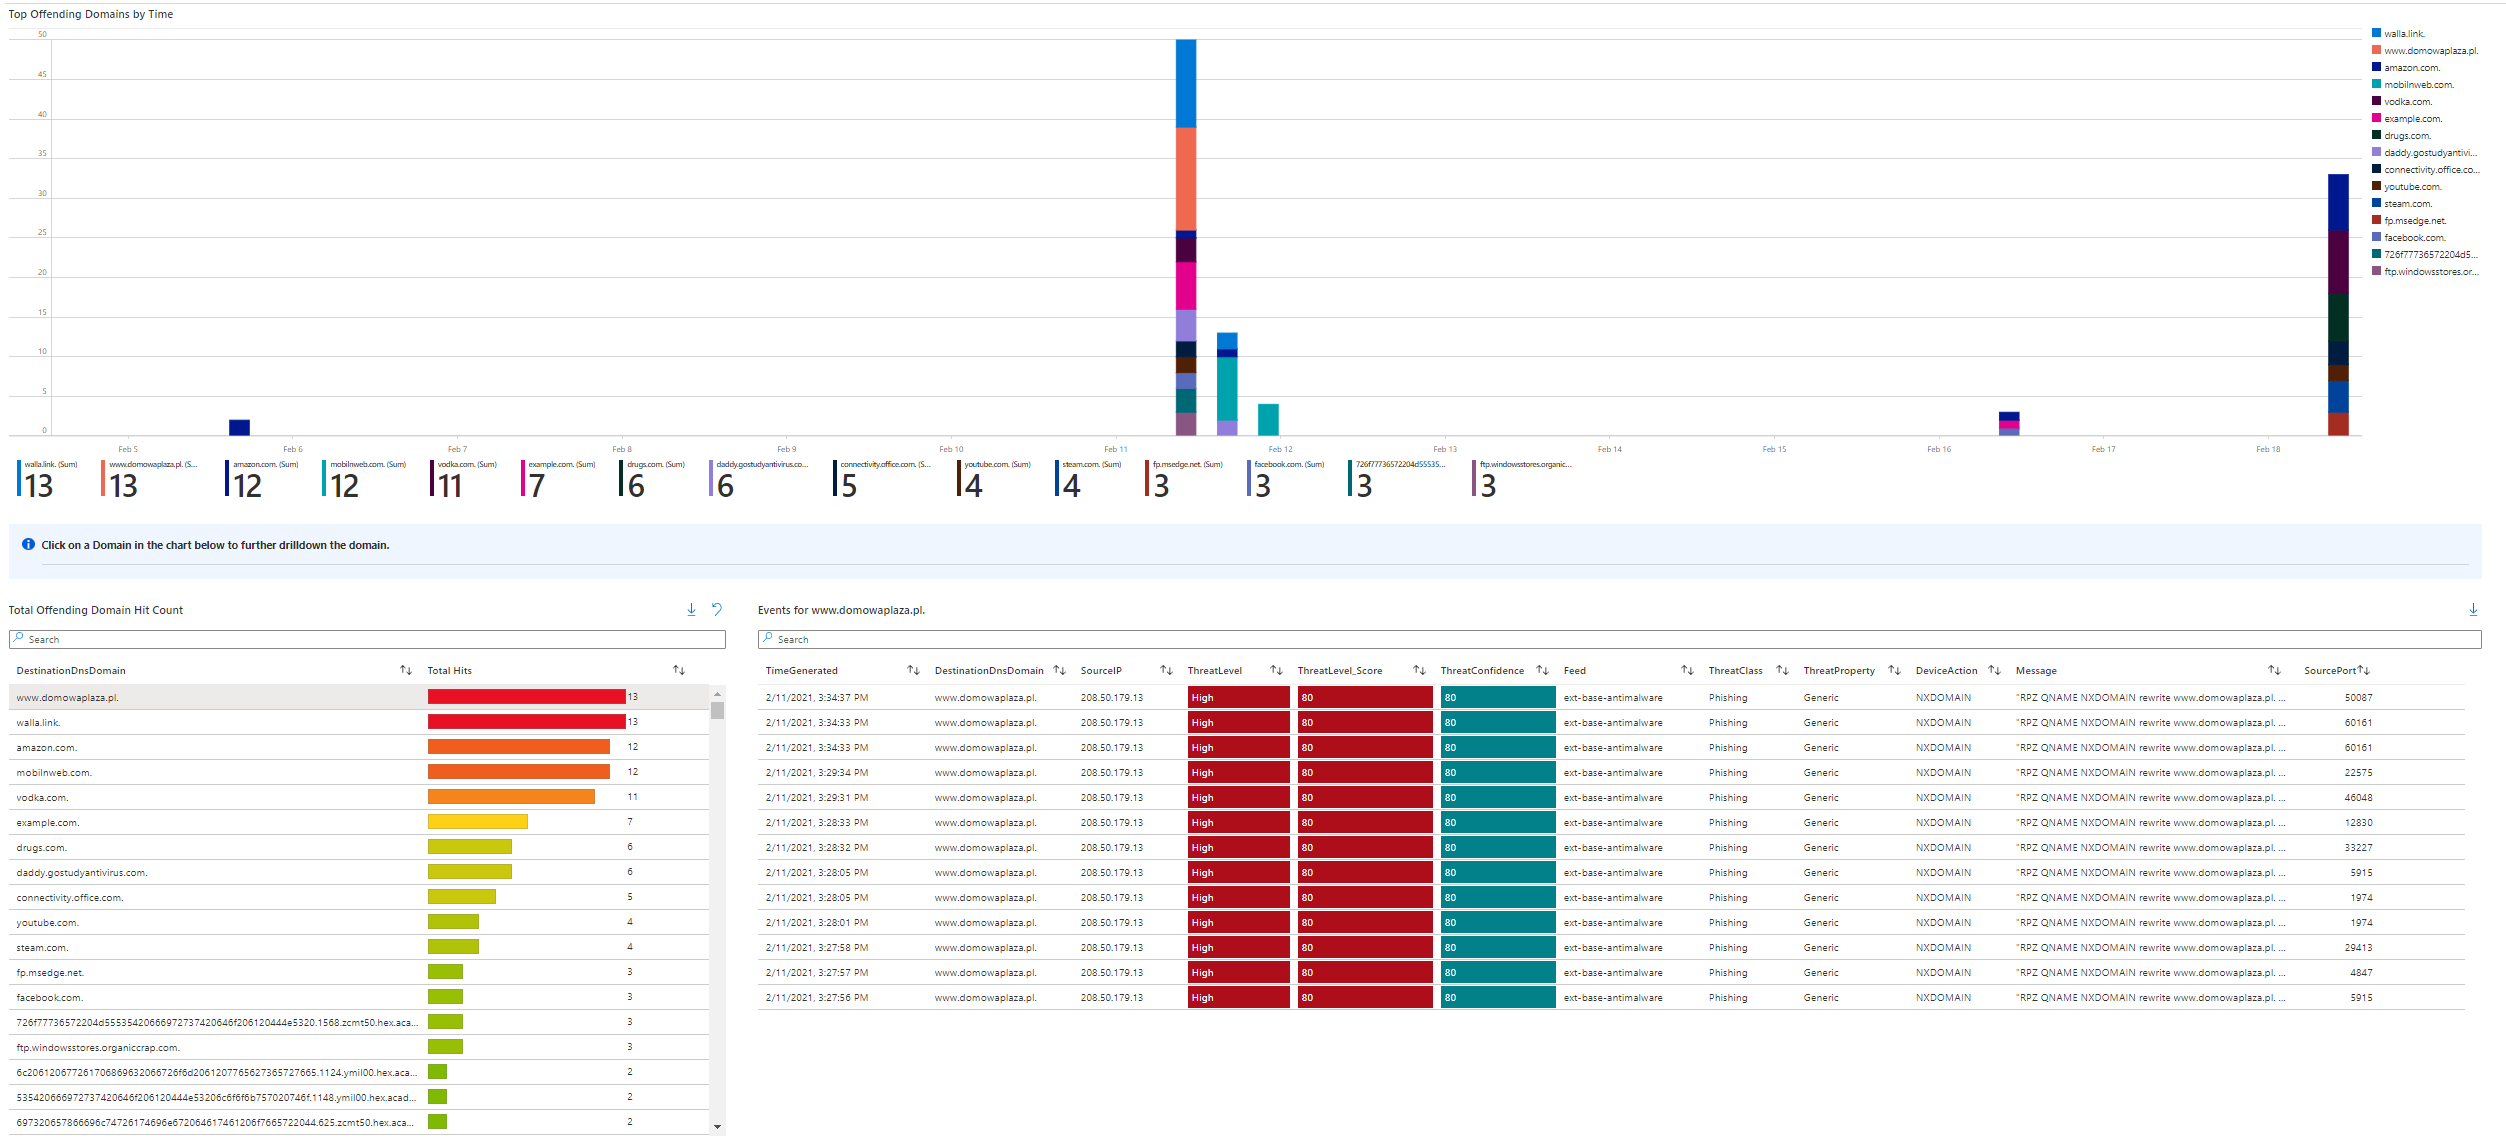 Top Offending Domains by Time
50
45
40
35
30
25
20
15
10
5
0
Feb 5 Feb 6 Feb 7 Feb 8 Feb 9 Feb 10 Feb 11 Feb 12 Feb 13 Feb 14 Feb 15 Feb 16 Feb 17 Feb 18
walla.link.
www.domowaplaza.pl.
amazon.com.
mobilnweb.com.
vodka.com.
example.com.
drugs.com.
daddy.gostudyantivi...
connectivity.office.co...
youtube.com.
steam.com.
fp.msedge.net.
facebook.com.
726f77736572204d5...
ftp.windowsstores.or...
walla.link. (Sum) www.domowaplaza.pl. (S... amazon.com. (Sum) mobilnweb.com. (Sum) vodka.com. (Sum) example.com. (Sum) drugs.com. (Sum) daddy.gostudyantivirus.co... connectivity.office.com. (S... youtube.com. (Sum) steam.com. (Sum) fp.msedge.net. (Sum) facebook.com. (Sum) 726f77736572204d55535... ftp.windowsstores.organic...
13 13 12 12 11 7 6 6 5 4 4 3 3 3 3
Click on a Domain in the chart below to further drilldown the domain.
Total Offending Domain Hit Count
Search
DestinationDnsDomain Total Hits
www.domowaplaza.pl. 13
walla.link. 13
amazon.com. 12
mobilnweb.com. 12
vodka.com. 11
example.com. 7
drugs.com. 6
daddy.gostudyantivirus.com. 6
connectivity.office.com. 5
youtube.com. 4
steam.com. 4
fp.msedge.net. 3
facebook.com. 3
3
ftp.windowsstores.organiccrap.com. 3
2
2
2
Events for www.domowaplaza.pl.
Search
TimeGenerated DestinationDnsDomain SourceIP ThreatLevel ThreatLevel_Score ThreatConfidence Feed ThreatClass ThreatProperty DeviceAction Message SourcePort
2/11/2021, 3:34:37 PM www.domowaplaza.pl. 208.50.179.13 High 80 80 ext-base-antimalware Phishing Generic NXDOMAIN "RPZ QNAME NXDOMAIN rewrite www.domowaplaza.pl. ... 50087
2/11/2021, 3:34:33 PM www.domowaplaza.pl. 208.50.179.13 High 80 80 ext-base-antimalware Phishing Generic NXDOMAIN "RPZ QNAME NXDOMAIN rewrite www.domowaplaza.pl. ... 60161
2/11/2021, 3:34:33 PM www.domowaplaza.pl. 208.50.179.13 High 80 80 ext-base-antimalware Phishing Generic NXDOMAIN "RPZ QNAME NXDOMAIN rewrite www.domowaplaza.pl. ... 60161
2/11/2021, 3:29:34 PM www.domowaplaza.pl. 208.50.179.13 High 80 80 ext-base-antimalware Phishing Generic NXDOMAIN "RPZ QNAME NXDOMAIN rewrite www.domowaplaza.pl. ... 22575
2/11/2021, 3:29:31 PM www.domowaplaza.pl. 208.50.179.13 High 80 80 ext-base-antimalware Phishing Generic NXDOMAIN "RPZ QNAME NXDOMAIN rewrite www.domowaplaza.pl. ... 46048
2/11/2021, 3:28:33 PM www.domowaplaza.pl. 208.50.179.13 High 80 80 ext-base-antimalware Phishing Generic NXDOMAIN "RPZ QNAME NXDOMAIN rewrite www.domowaplaza.pl. ... 12830
2/11/2021, 3:28:32 PM www.domowaplaza.pl. 208.50.179.13 High 80 80 ext-base-antimalware Phishing Generic NXDOMAIN "RPZ QNAME NXDOMAIN rewrite www.domowaplaza.pl. ... 33227
2/11/2021, 3:28:05 PM www.domowaplaza.pl. 208.50.179.13 High 80 80 ext-base-antimalware Phishing Generic NXDOMAIN "RPZ QNAME NXDOMAIN rewrite www.domowaplaza.pl. ... 5915
2/11/2021, 3:28:05 PM www.domowaplaza.pl. 208.50.179.13 High 80 80 ext-base-antimalware Phishing Generic NXDOMAIN "RPZ QNAME NXDOMAIN rewrite www.domowaplaza.pl. ... 1974
2/11/2021, 3:28:01 PM www.domowaplaza.pl. 208.50.179.13 High 80 80 ext-base-antimalware Phishing Generic NXDOMAIN "RPZ QNAME NXDOMAIN rewrite www.domowaplaza.pl. ... 1974
2/11/2021, 3:27:58 PM www.domowaplaza.pl. 208.50.179.13 High 80 80 ext-base-antimalware Phishing Generic NXDOMAIN "RPZ QNAME NXDOMAIN rewrite www.domowaplaza.pl. ... 29413
2/11/2021, 3:27:57 PM www.domowaplaza.pl. 208.50.179.13 High 80 80 ext-base-antimalware Phishing Generic NXDOMAIN "RPZ QNAME NXDOMAIN rewrite www.domowaplaza.pl. ... 4847
2/11/2021, 3:27:56 PM www.domowaplaza.pl. 208.50.179.13 High 80 80 ext-base-antimalware Phishing Generic NXDOMAIN "RPZ QNAME NXDOMAIN rewrite www.domowaplaza.pl. ... 5915